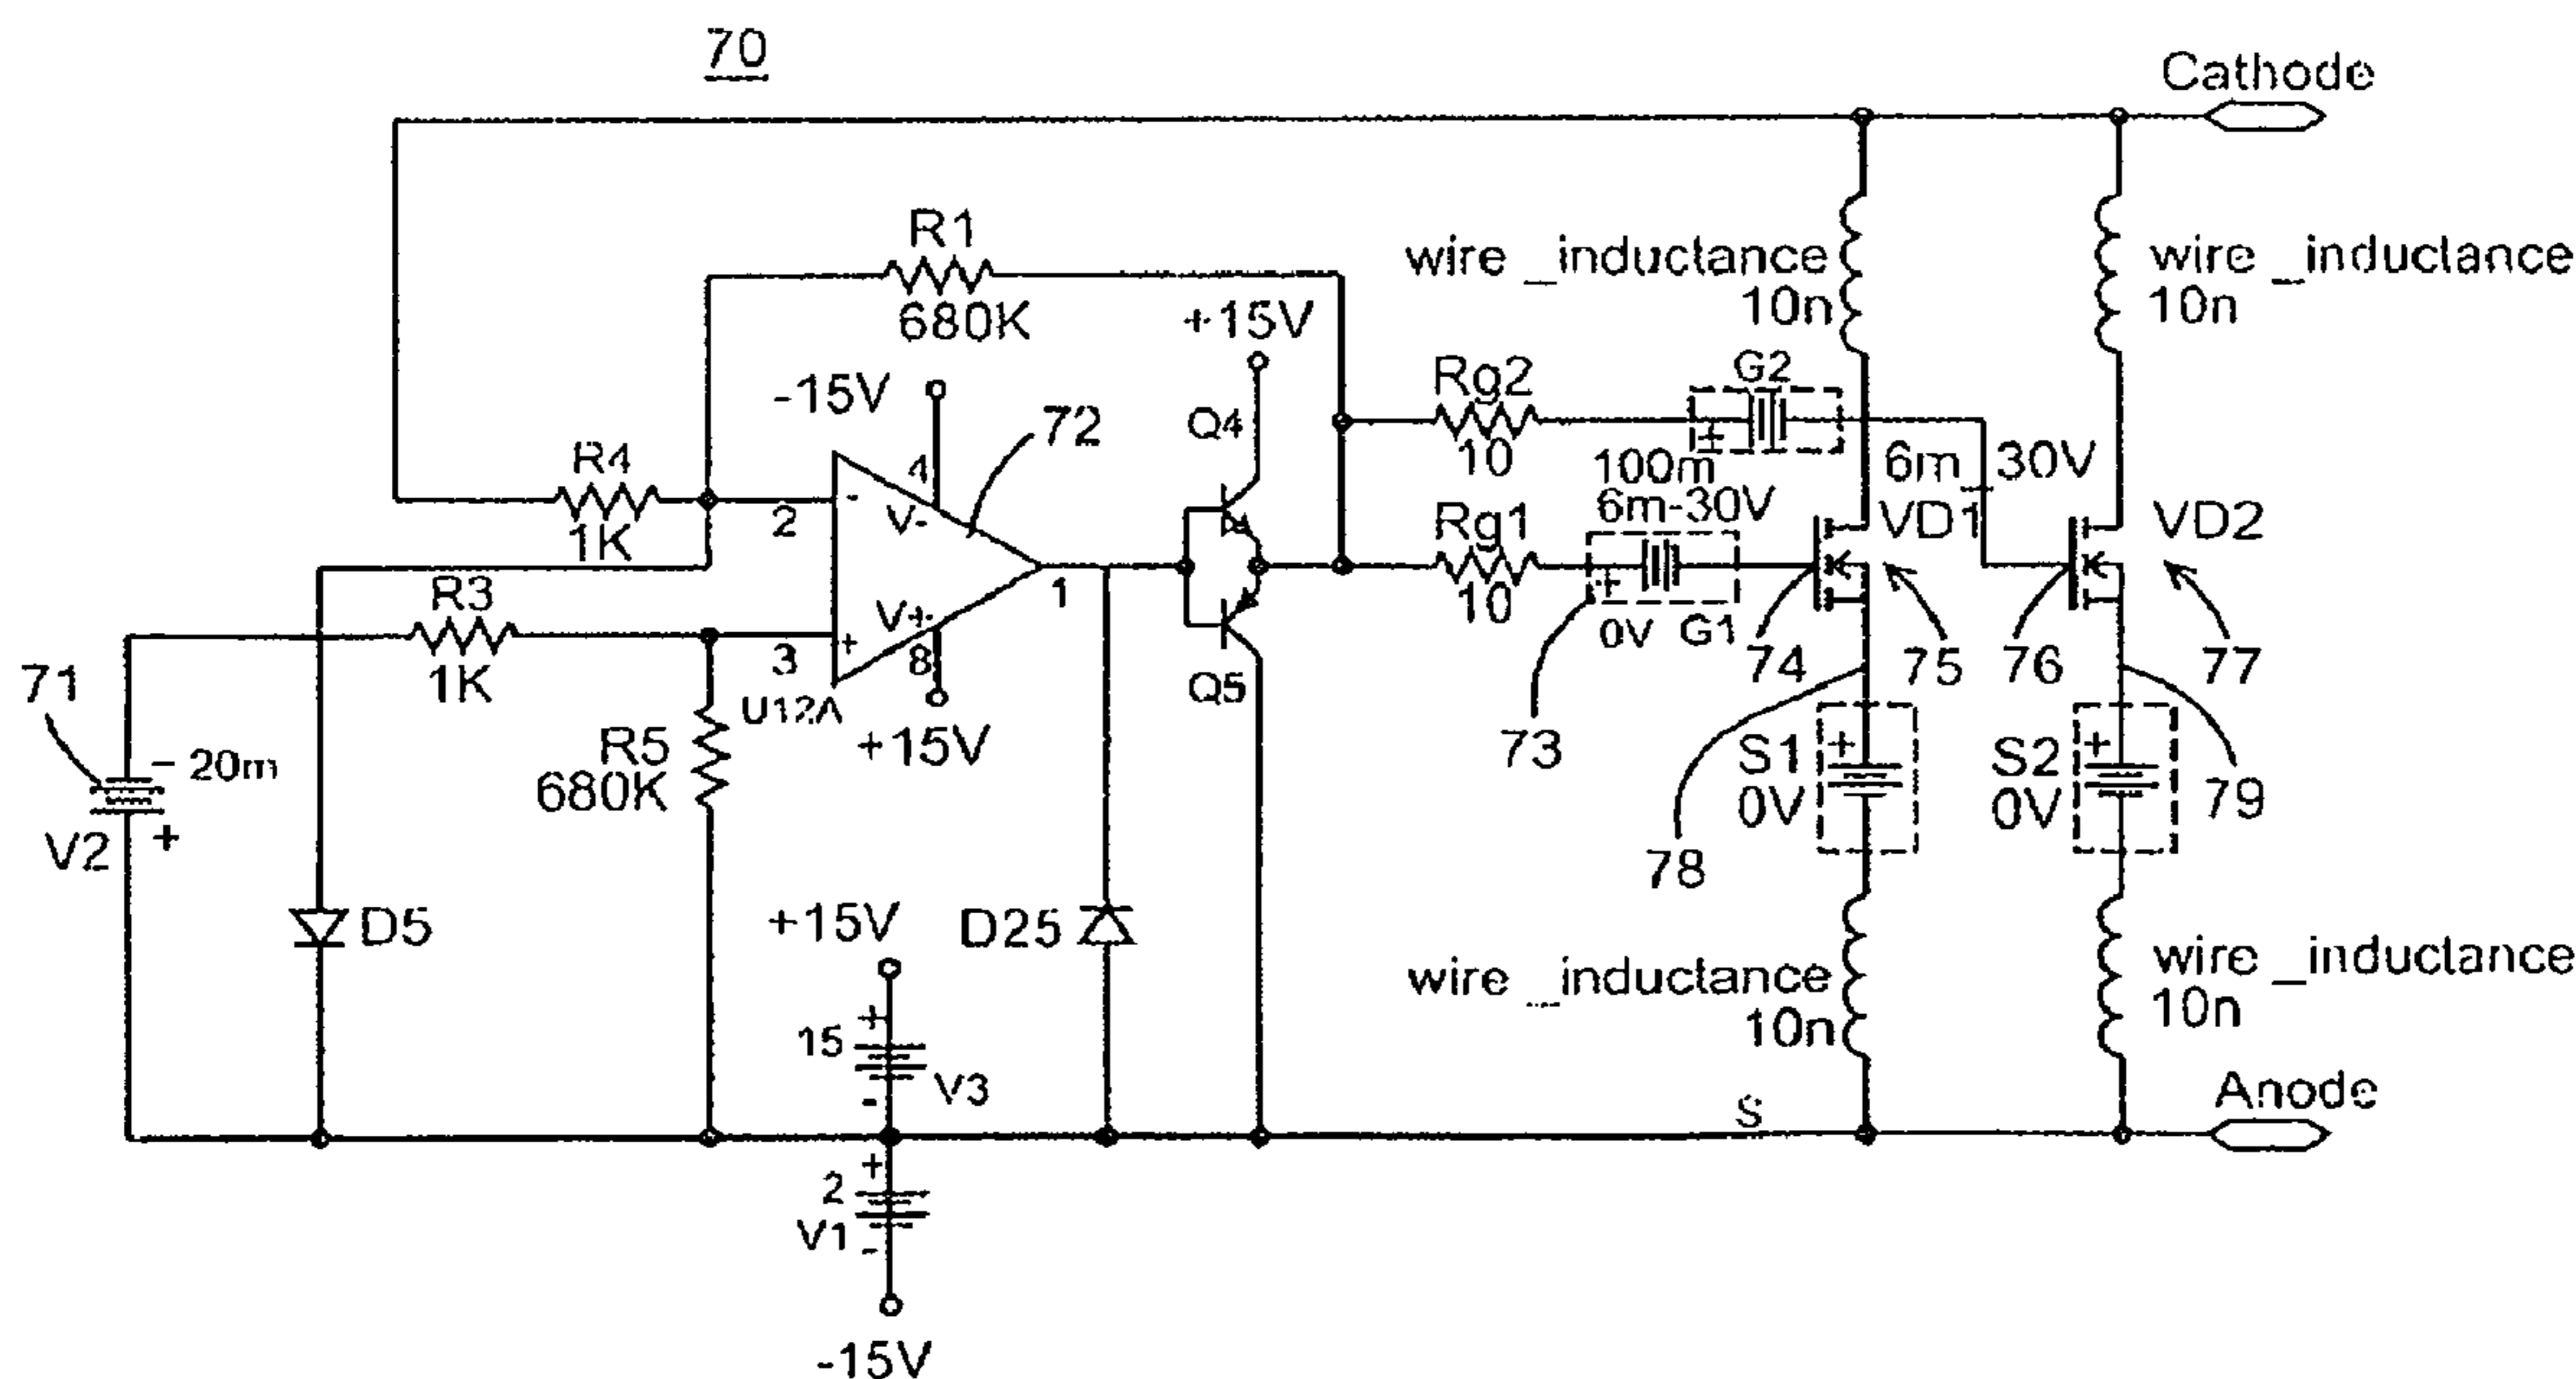 70
Cathode
R1
680K
wire _inductance
10n
wire _inductance
10n
+15V
-15V
72
Q4
Rg2
10
G2
100m
6m_30V
R4
1K
2
4
-
V-
Rg1
10
6m-30V
VD1
VD2
R3
1K
3
V+
+
8
1
U12A
+15V
Q5
+
0V
G1
73
74
75
76
77
71
- 20m
V2
+
R5
680K
S1
0V
+
S2
0V
+
78
79
D5
+15V
D25
wire _inductance
10n
wire _inductance
10n
+
15
V3
-
S
Anode
+
2
V1
-
-15V